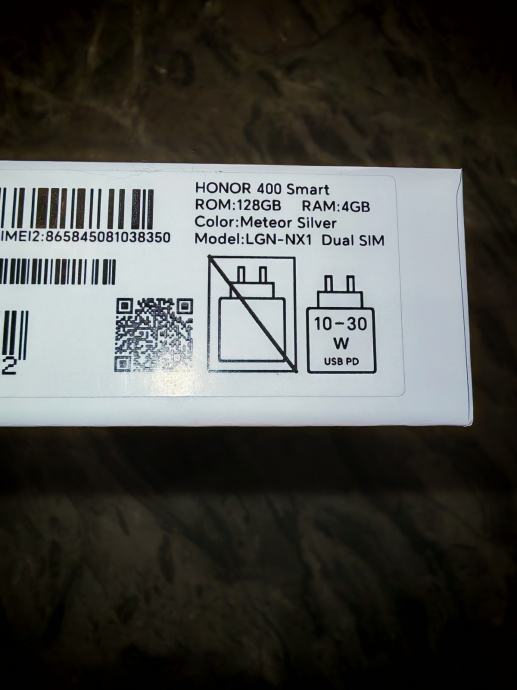 HONOR 400 Smart
ROM:128GB RAM:4GB
Color:Meteor Silver
IMEI2:865845081038350
Model:LGN-NX1 Dual SIM
10-30
W
USB PD
2